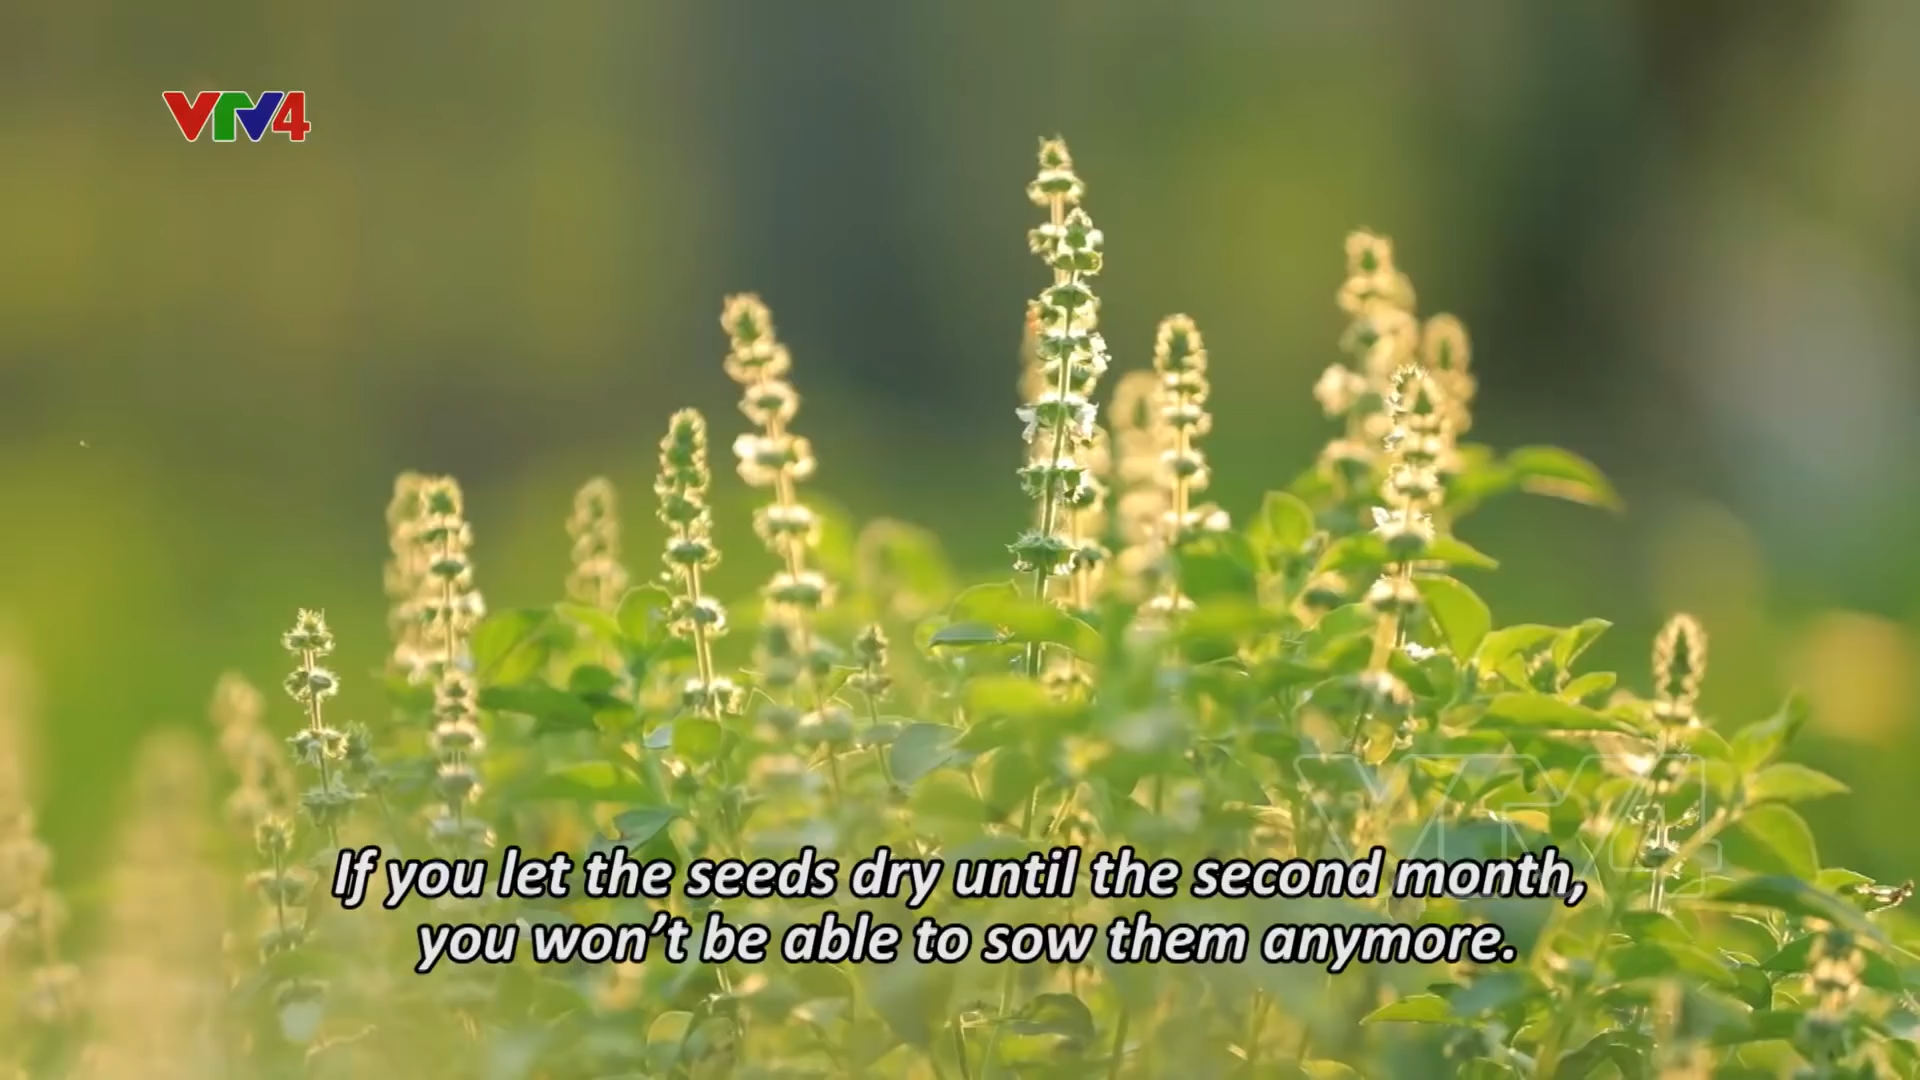 VTV4
If you let the seeds dry until the second month,
you won't be able to sow them anymore.
VTV4